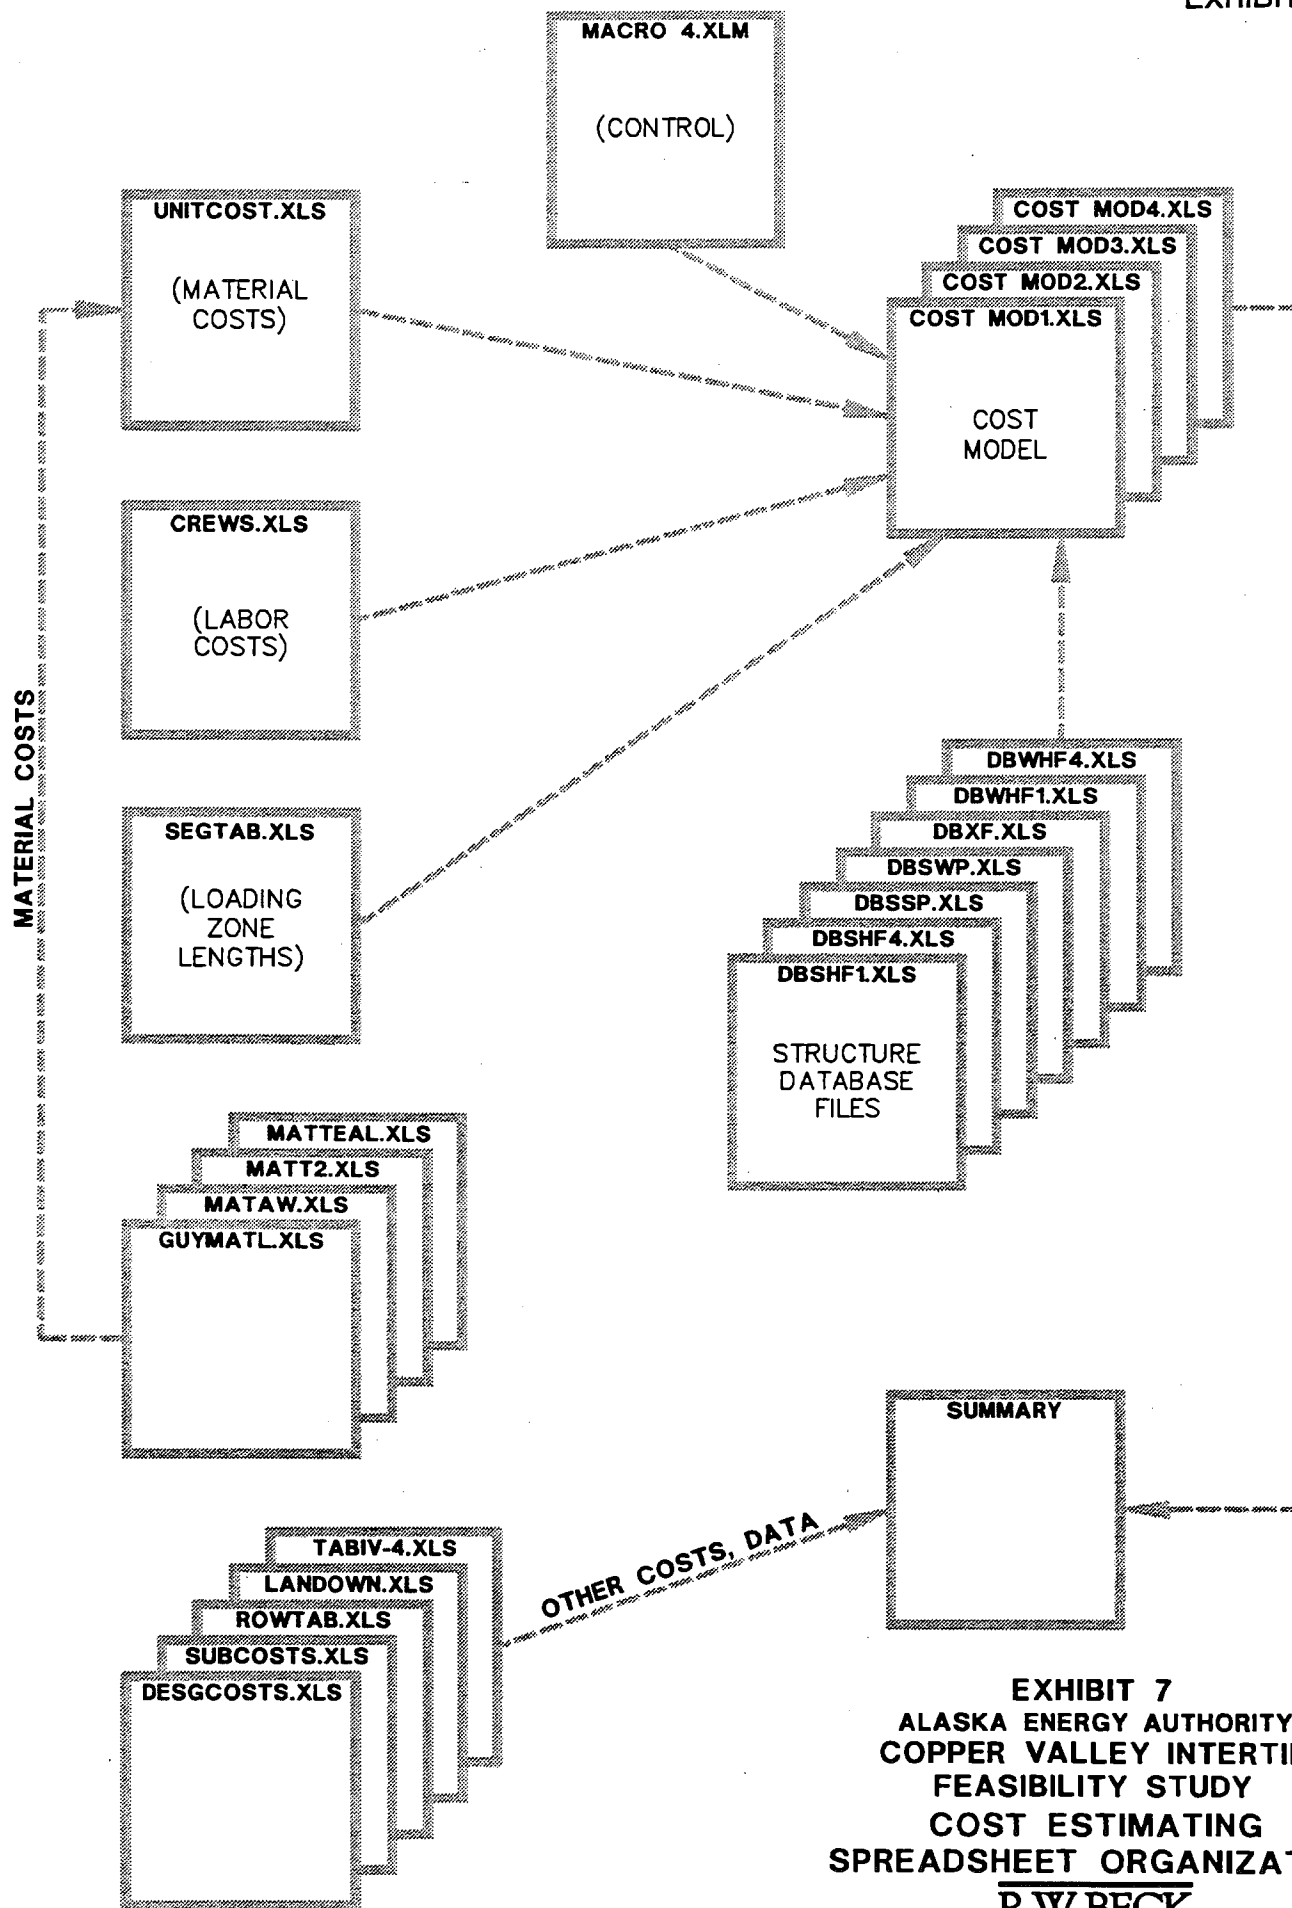 MACRO 4.XLM
(CONTROL)
UNITCOST.XLS
(MATERIAL
COSTS)
COST MOD4.XLS
COST MOD3.XLS
COST MOD2.XLS
COST MOD1.XLS
COST
MODEL
CREWS.XLS
(LABOR
COSTS)
MATERIAL COSTS
SEGTAB.XLS
(LOADING
ZONE
LENGTHS)
DBWHF4.XLS
DBWHF1.XLS
DBXF.XLS
DBSWP.XLS
DBSSP.XLS
DBSHF4.XLS
DBSHF1.XLS
STRUCTURE
DATABASE
FILES
MATTEAL.XLS
MATT2.XLS
MATAW.XLS
GUYMATL.XLS
SUMMARY
OTHER COSTS, DATA
TABIV-4.XLS
LANDOWN.XLS
ROWTAB.XLS
SUBCOSTS.XLS
DESGCOSTS.XLS
EXHIBIT 7
ALASKA ENERGY AUTHORITY
COPPER VALLEY
FEASIBILITY STUDY
COST ESTIMATING
SPREADSHEET
R.W. BECK